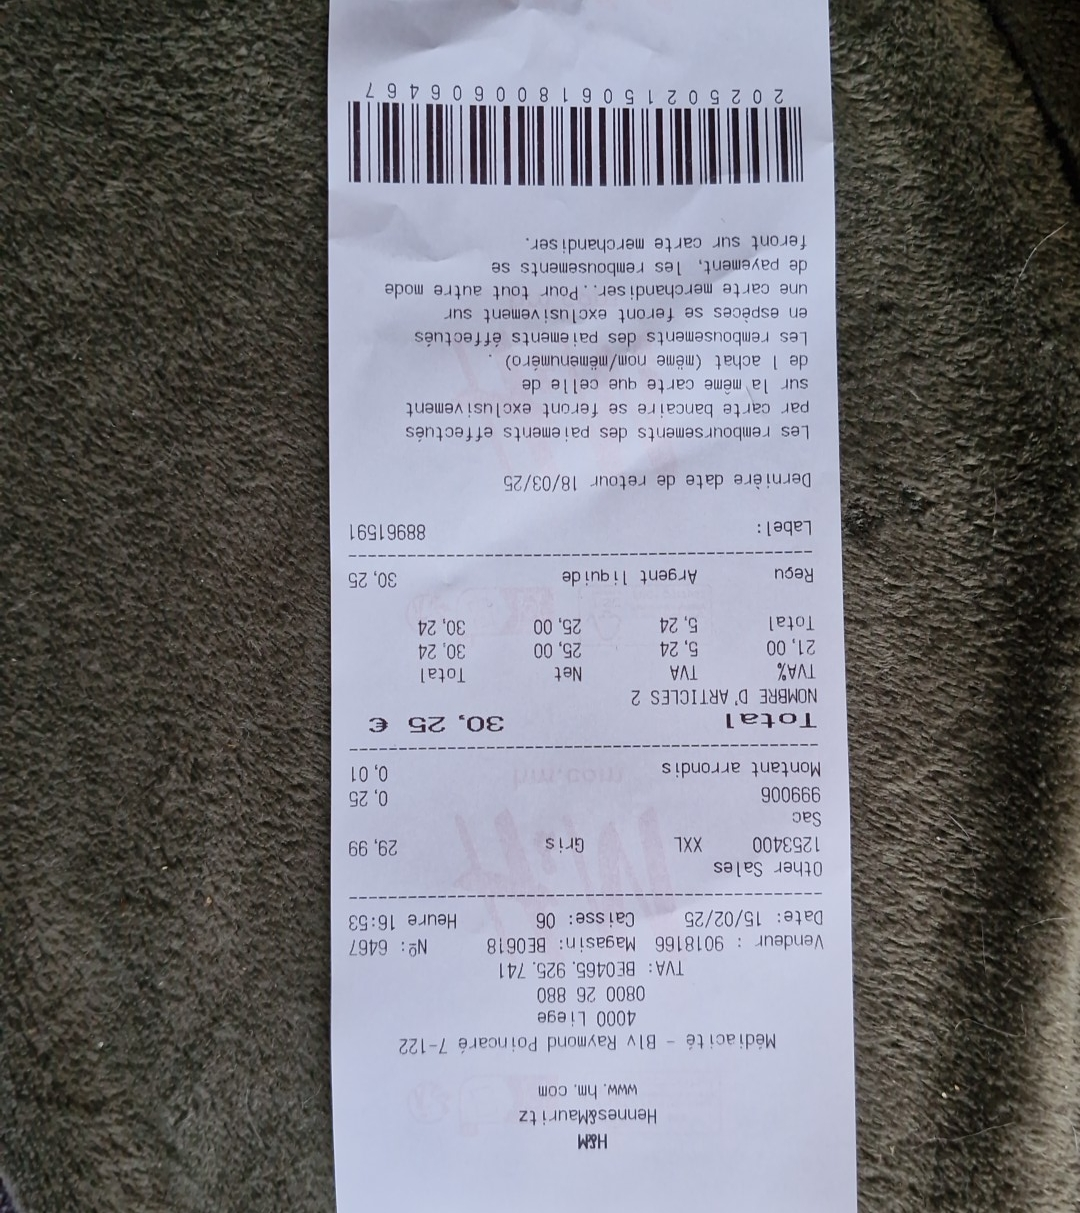 H&M
Hennes&Mauritz
www.hm.com
Médiacité - Blv Raymond Poincaré 7-122
4000 Liege
0800 26 880
TVA: BE0465.925.741
Vendeur : 9018166 Magasin: BE0618 Nº: 6467
Date: 15/02/25 Caisse: 06 Heure 16:53
Other Sales
1253400 XXL Gris 29,99
Sac
999006 0,25
Montant arrondis 0,01
Total 30,25 €
NOMBRE D'ARTICLES 2
TVA% TVA Net Total
21,00 5,24 25,00 30,24
Total 5,24 25,00 30,24
Reçu Argent liquide 30,25
Label: 88961591
Dernière date de retour 18/03/25
Les remboursements des paiements effectués
par carte bancaire se feront exclusivement
sur la même carte que celle de
de l achat (même nom/mêmenuméro) .
Les rembousements des paiements éffectués
en espèces se feront exclusivement sur
une carte merchandiser..Pour tout autre mode
de payement, les rembousements se
feront sur carte merchandiser.
2025021506180060646 7